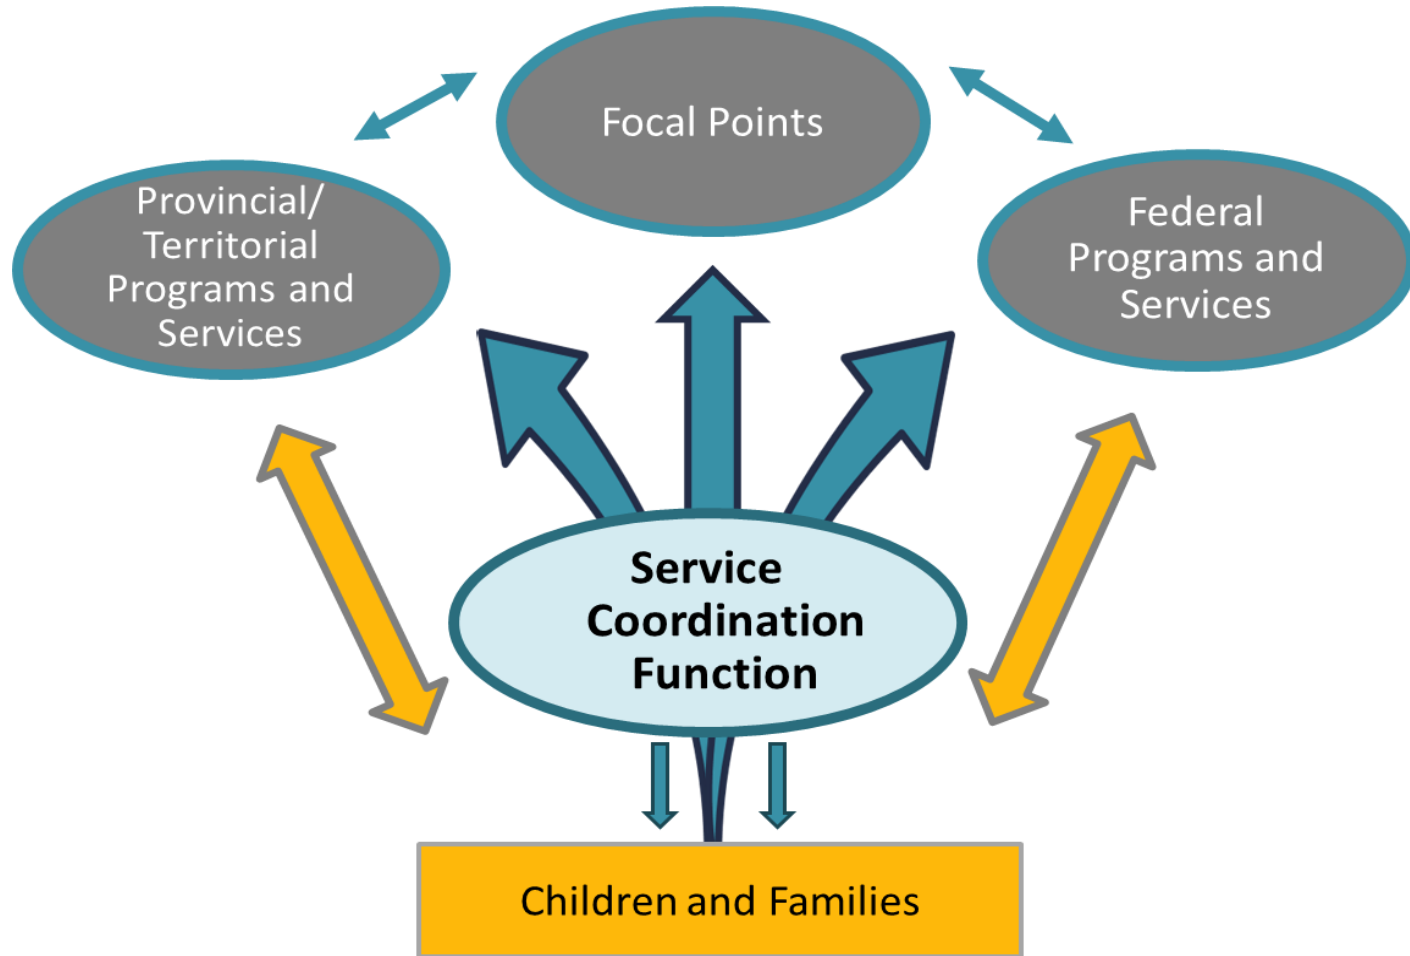 Focal Points
Provincial/
Territorial
Programs and
Services
Federal
Programs and
Services
Service
Coordination
Function
Children and Families